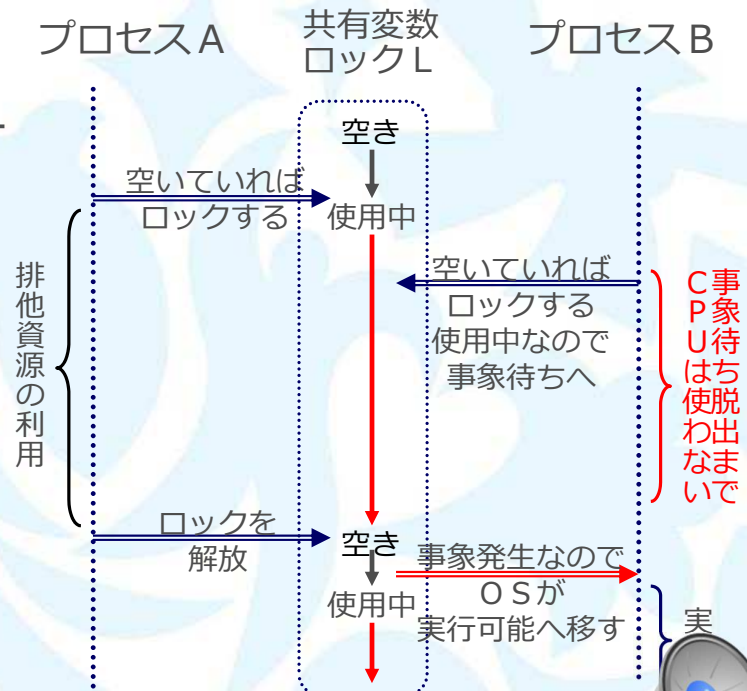 プロセスA
共有変数
ロックL
プロセスB
空き
空いていれば
ロックする
使用中
排他資源の利用
空いていれば
ロックする
使用中なので
事象待ちへ
事象待ち脱出まで
CPUは使わない
ロックを
解放
空き
事象発生なので
OSが
実行可能へ移す
使用中
実